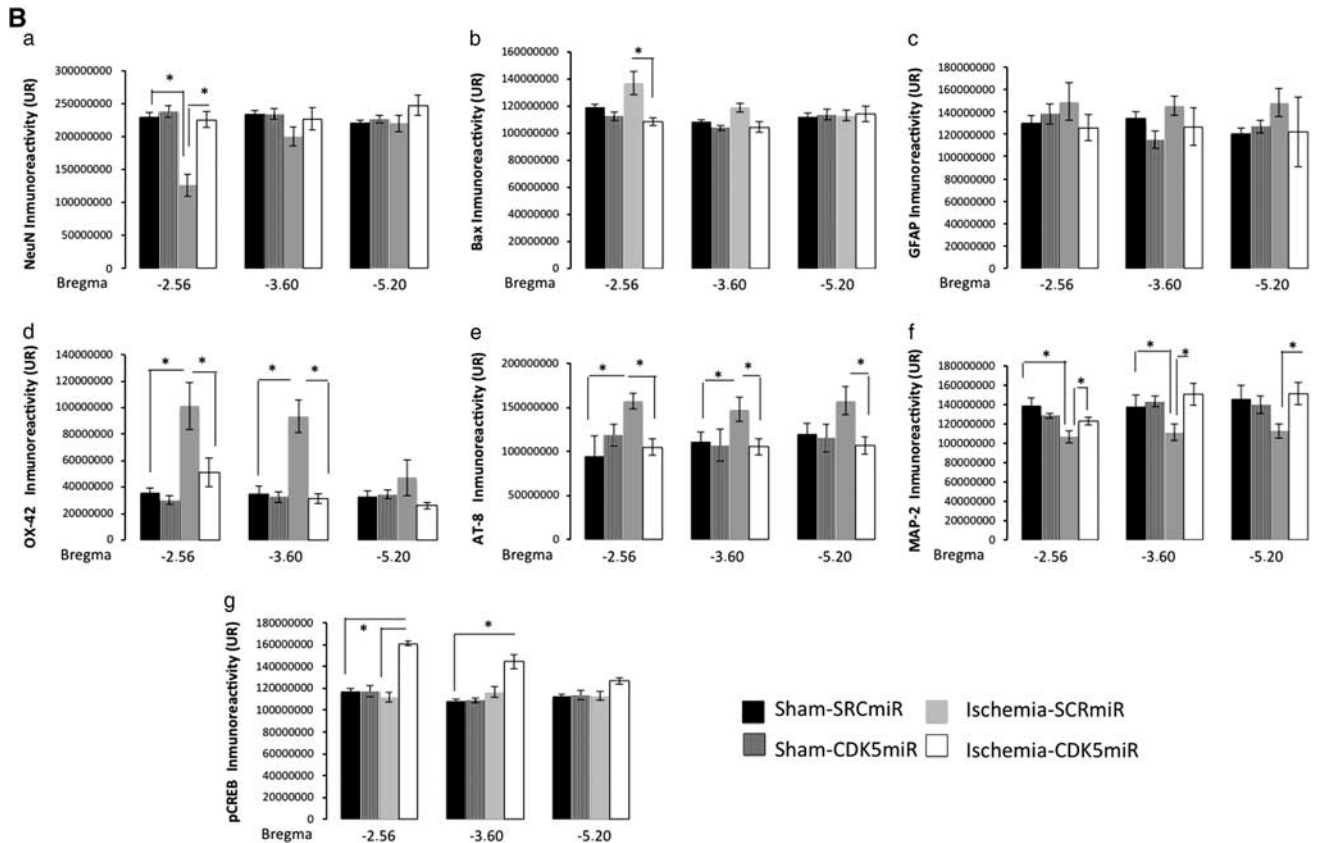 B
a
NeuN Inmunoreactivity (UR)
300000000
250000000
200000000
150000000
100000000
50000000
0
* *
Bregma -2.56 -3.60 -5.20
b
Bax Inmunoreactivity (UR)
160000000
140000000
120000000
100000000
80000000
60000000
40000000
20000000
0
*
-2.56 -3.60 -5.20
c
GFAP Inmunoreactivity (UR)
180000000
160000000
140000000
120000000
100000000
80000000
60000000
40000000
20000000
0
-2.56 -3.60 -5.20
d
OX-42 Inmunoreactivity (UR)
140000000
120000000
100000000
80000000
60000000
40000000
20000000
0
* * * *
Bregma -2.56 -3.60 -5.20
e
AT-8 Inmunoreactivity (UR)
200000000
150000000
100000000
50000000
0
* * * * *
-2.56 -3.60 -5.20
f
MAP-2 Inmunoreactivity (UR)
180000000
160000000
140000000
120000000
100000000
80000000
60000000
40000000
20000000
0
* * * * *
-2.56 -3.60 -5.20
g
pCREB Inmunoreactivity (UR)
180000000
160000000
140000000
120000000
100000000
80000000
60000000
40000000
20000000
0
* *
Bregma -2.56 -3.60 -5.20
Sham-SRCmiR Ischemia-SCRmiR
Sham-CDK5miR Ischemia-CDK5miR